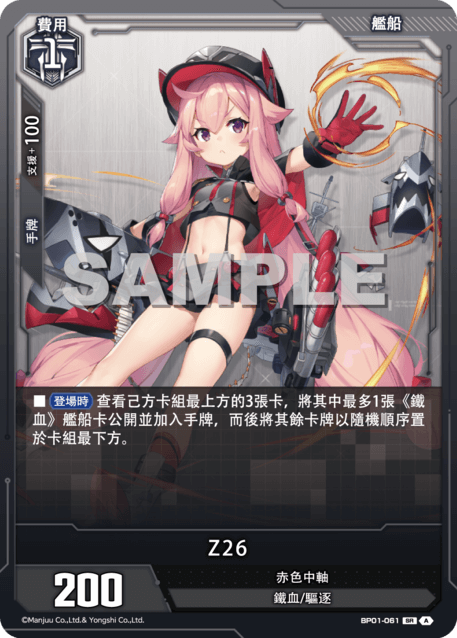 費用
1
艦船
支援+100
手牌
SAMPLE
■ 登場時 查看己方卡組最上方的3張卡，將其中最多1張《鐵
血》艦船卡公開並加入手牌，而後將其餘卡牌以隨機順序置
於卡組最下方。
Z26
200
赤色中軸
鐵血/驅逐
©Manjuu Co.,Ltd.& Yongshi Co.,Ltd.
BP01-061 SR A